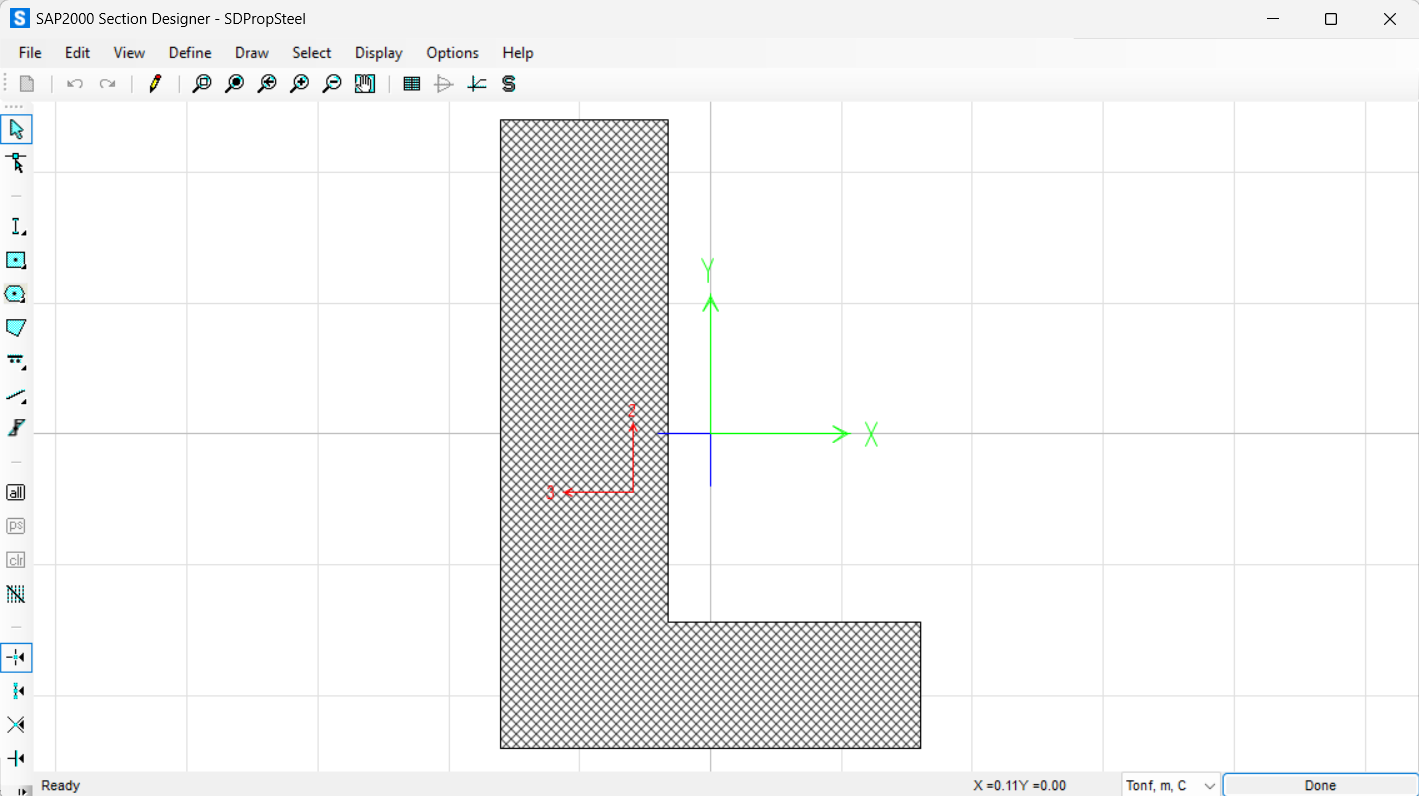 SAP2000 Section Designer - SDPropSteel
File Edit View Define Draw Select Display Options Help
S
Y
2
X
3
all
ps
clr
Ready
X =0.11Y =0.00
Tonf, m, C
Done